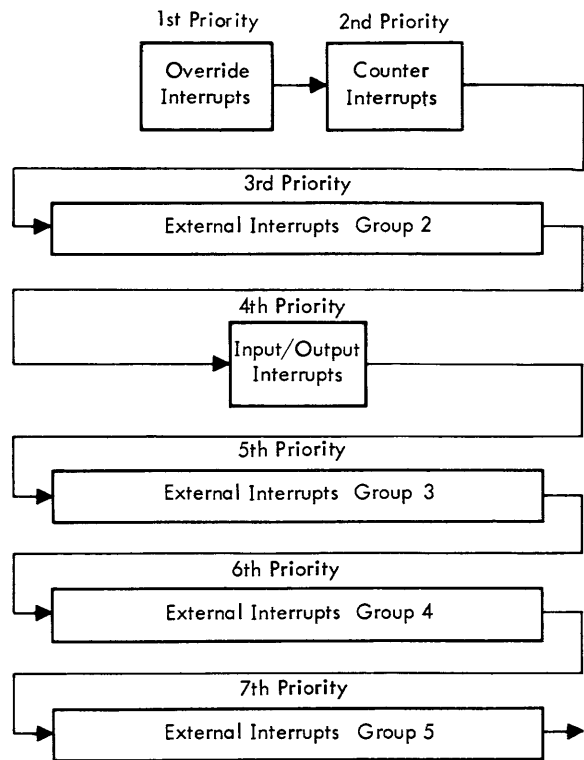 1st Priority
2nd Priority
Override
Interrupts
Counter
Interrupts
3rd Priority
External Interrupts Group 2
4th Priority
Input/Output
Interrupts
5th Priority
External Interrupts Group 3
6th Priority
External Interrupts Group 4
7th Priority
External Interrupts Group 5